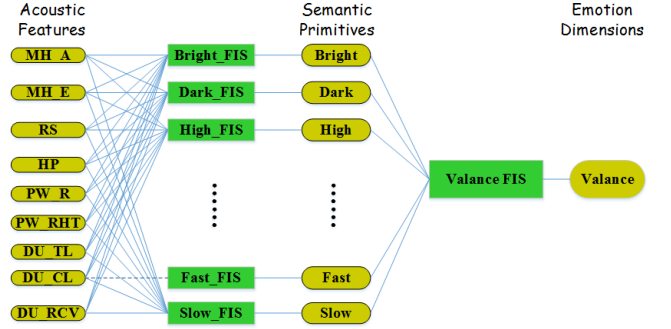 Acoustic
Features
Semantic
Primitives
Emotion
Dimensions
MH_A
Bright_FIS
Bright
MH_E
Dark_FIS
Dark
RS
High_FIS
High
HP
Valance FIS
Valance
PW_R
PW_RHT
DU_TL
DU_CL
Fast_FIS
Fast
DU_RCV
Slow_FIS
Slow